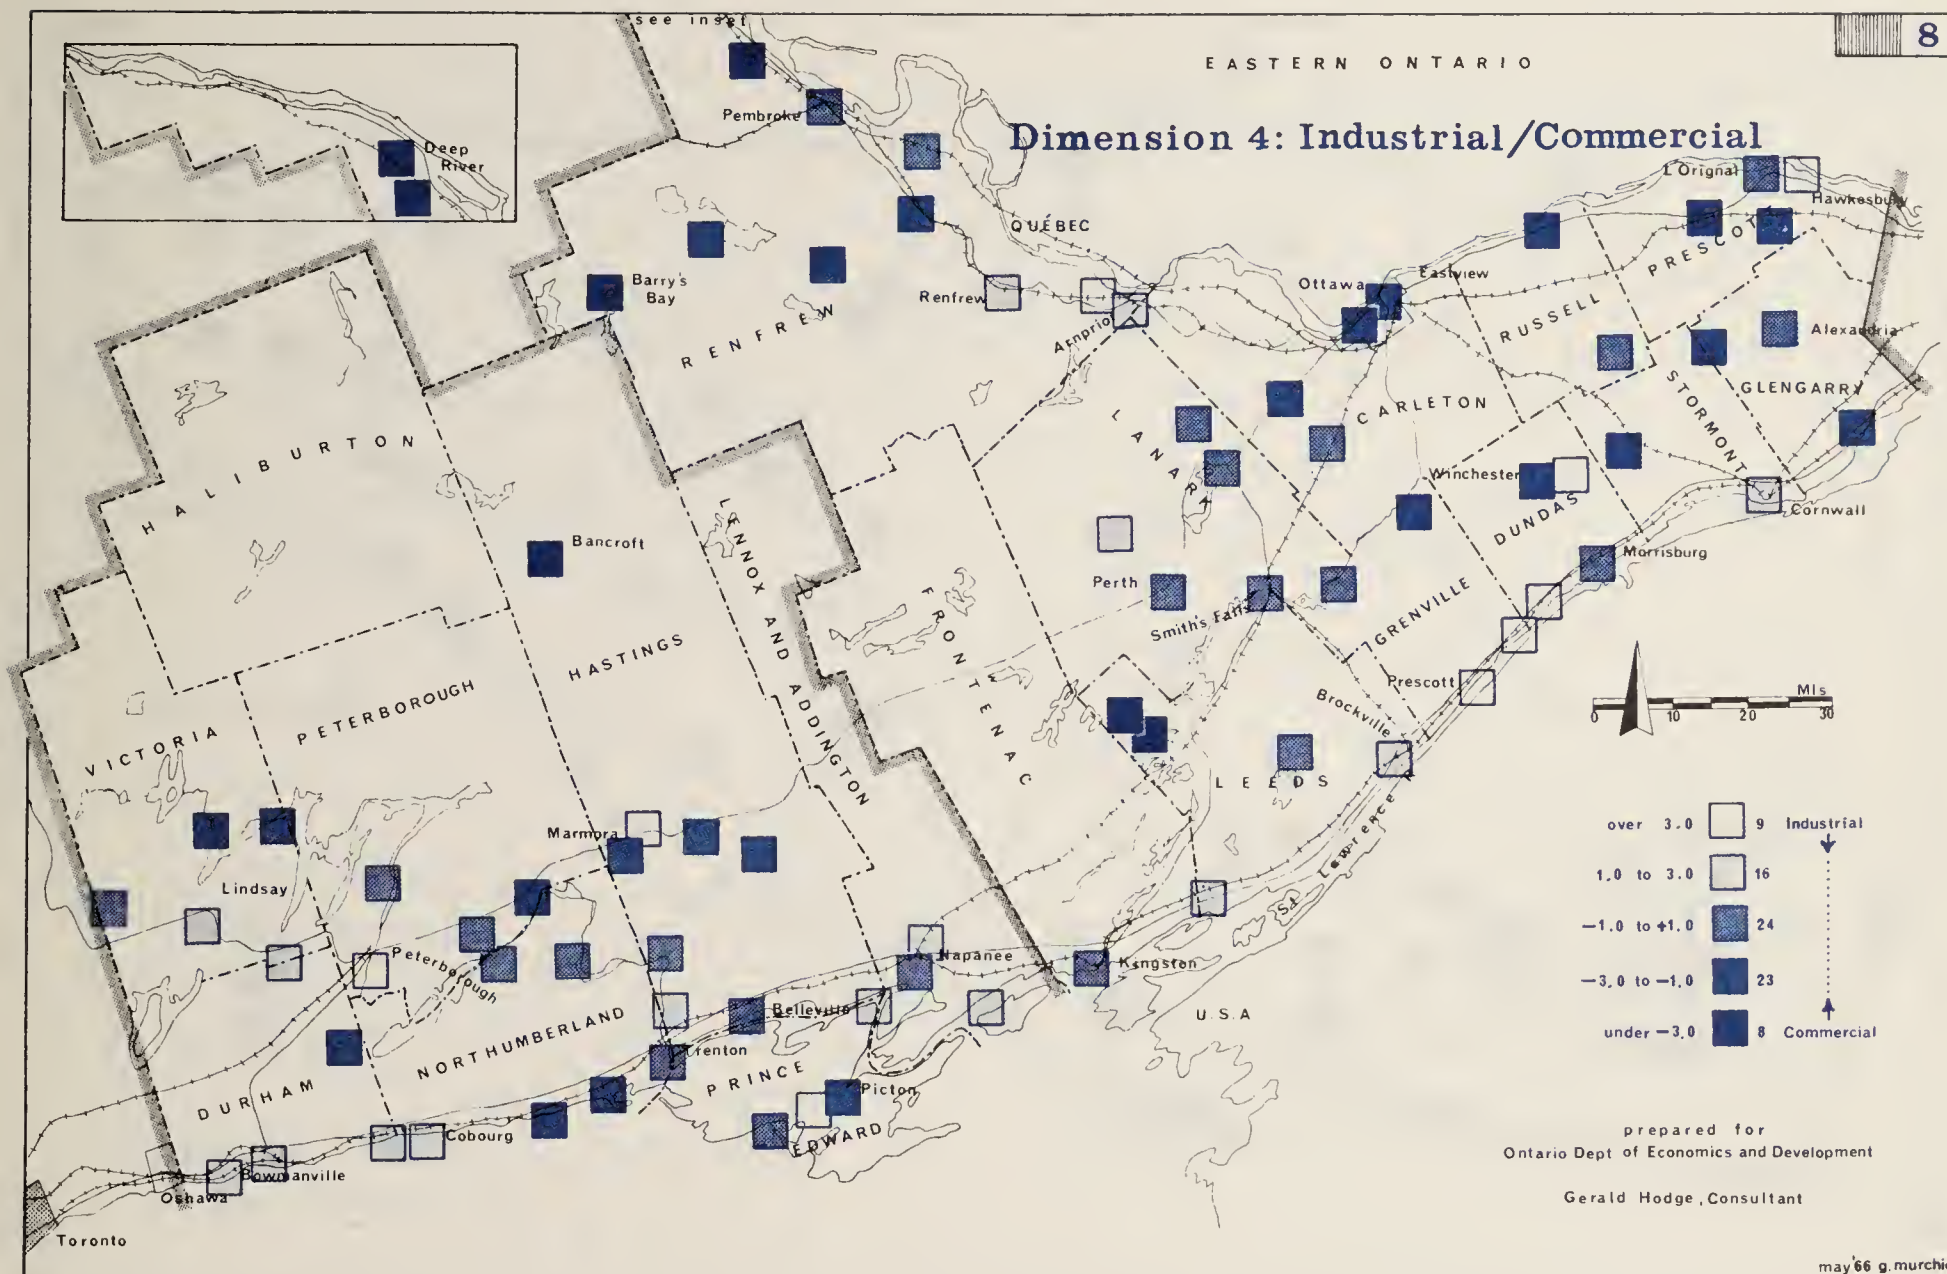 see inset
8
EASTERN ONTARIO
Dimension 4: Industrial/Commercial
Deep
River
Pembroke
L'Orignal
Hawkesbury
QUÉBEC
PRESCOTT
Barry's
Bay
Renfrew
Ottawa
Eastview
RENFREW
Arnprior
RUSSELL
Alexandria
STORMONT
GLENGARRY
HALIBURTON
LANARK
CARLETON
Winchester
DUNDAS
Cornwall
Bancroft
LENNOX AND ADDINGTON
Morrisburg
Perth
FRONTENAC
Smith's Falls
GRENVILLE
HASTINGS
PETERBOROUGH
VICTORIA
Prescott
Brockville
Mls
0 10 20 30
LEEDS
Marmora
Lawrence
Lindsay
over 3.0 9 Industrial
1.0 to 3.0 16
−1.0 to +1.0 24
−3.0 to −1.0 23
under −3.0 8 Commercial
Peterborough
Napanee
Kingston
Belleville
U.S.A
NORTHUMBERLAND
Trenton
DURHAM
PRINCE
Picton
EDWARD
Cobourg
Bowmanville
Oshawa
Toronto
prepared for
Ontario Dept of Economics and Development
Gerald Hodge, Consultant
may '66 g. murchie